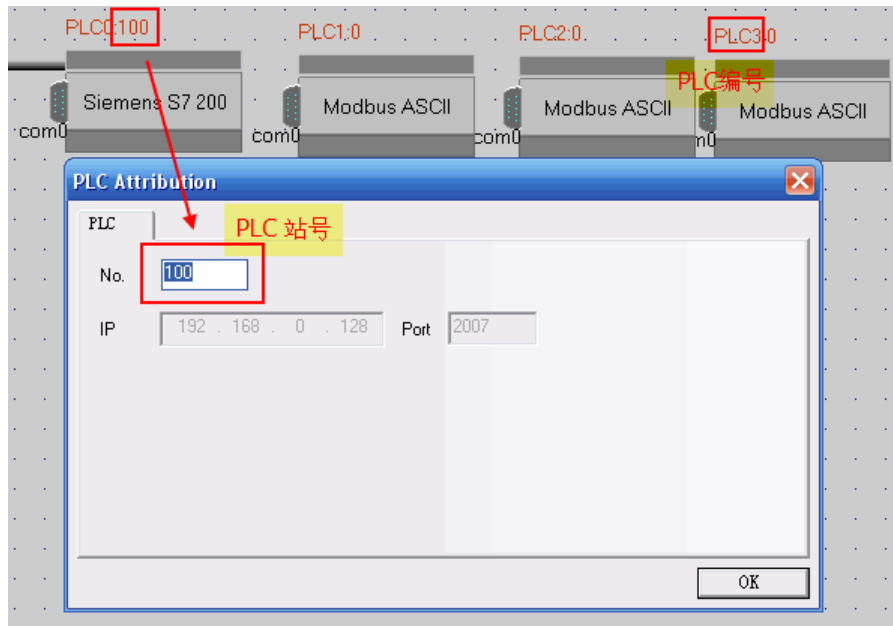 PLC0:100
PLC1:0
PLC2:0
PLC3:0
PLC编号
Siemens S7 200
Modbus ASCII
Modbus ASCII
Modbus ASCII
com0
com0
com0
m0
PLC Attribution
PLC
PLC 站号
No. 100
IP 192 . 168 . 0 . 128 Port 2007
OK